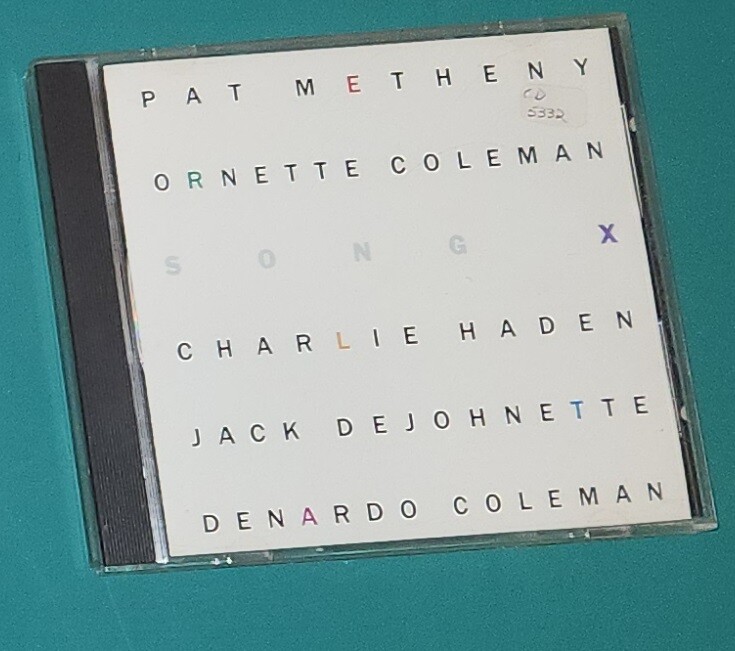 PAT METHENY
CD
5332
ORNETTE COLEMAN
SONG X
CHARLIE HADEN
JACK DEJOHNETTE
DENARDO COLEMAN